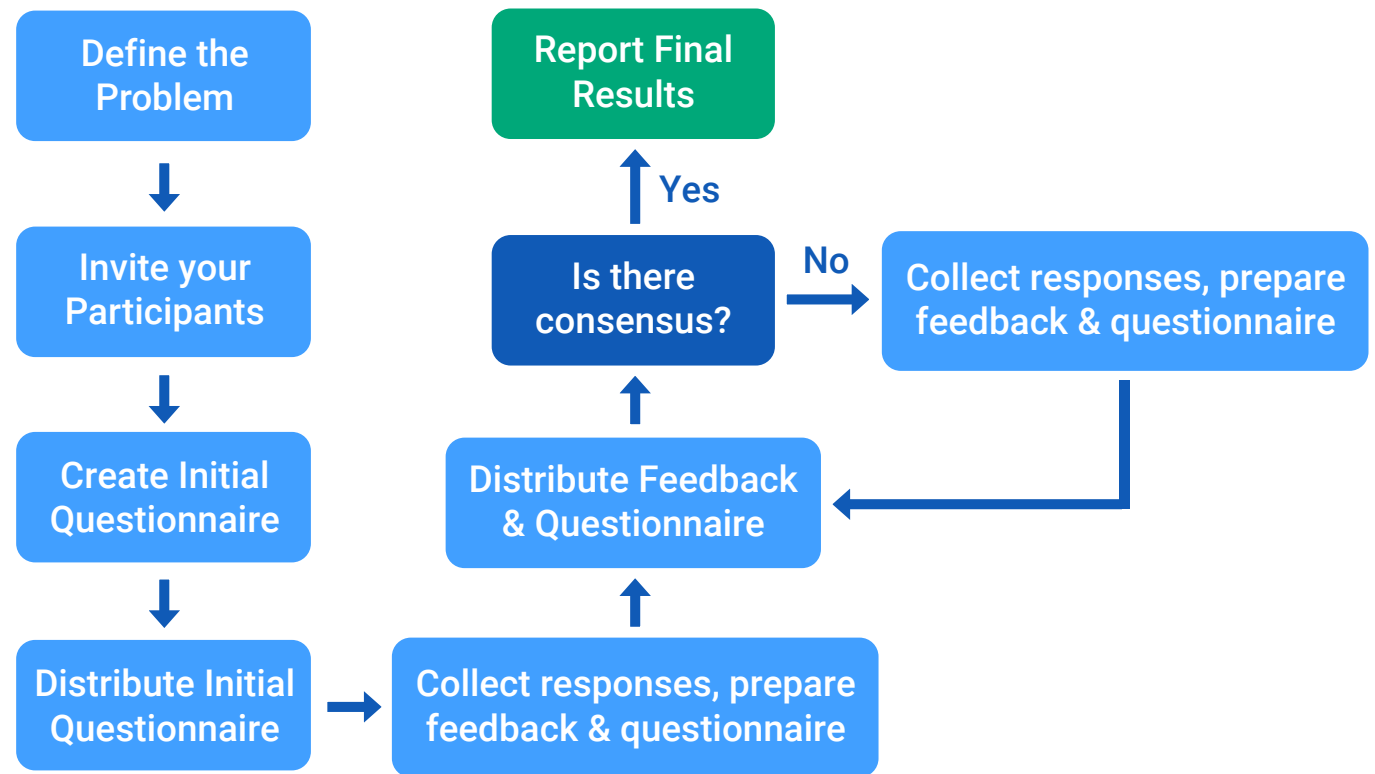 Define the
Problem
Invite your
Participants
Create Initial
Questionnaire
Distribute Initial
Questionnaire
Collect responses, prepare
feedback & questionnaire
Distribute Feedback
& Questionnaire
Is there
consensus?
Yes
Report Final
Results
No
Collect responses, prepare
feedback & questionnaire